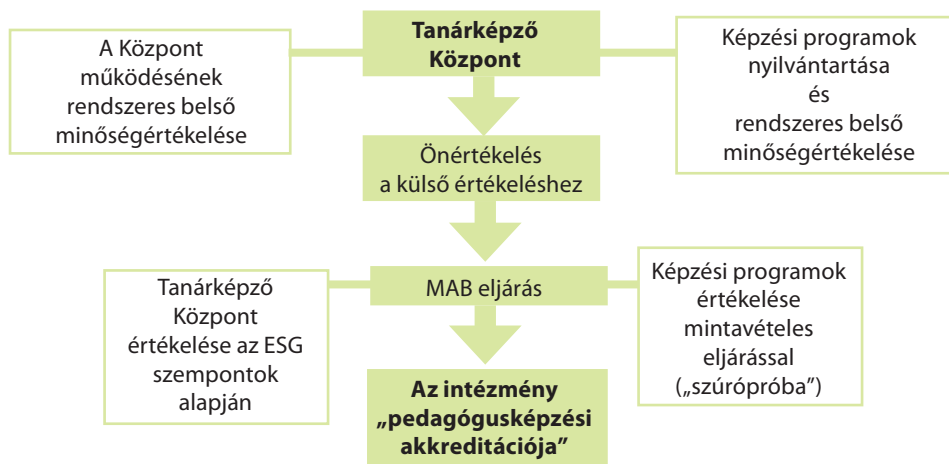 Tanárképző
Központ
A Központ
működésének
rendszeres belső
minőségértékelése
Képzési programok
nyilvántartása
és
rendszeres belső
minőségértékelése
Önértékelés
a külső értékeléshez
MAB eljárás
Tanárképző
Központ
értékelése az ESG
szempontok
alapján
Képzési programok
értékelése
mintavételes
eljárással
(„szúrópróba”)
Az intézmény
„pedagógusképzési
akkreditációja”